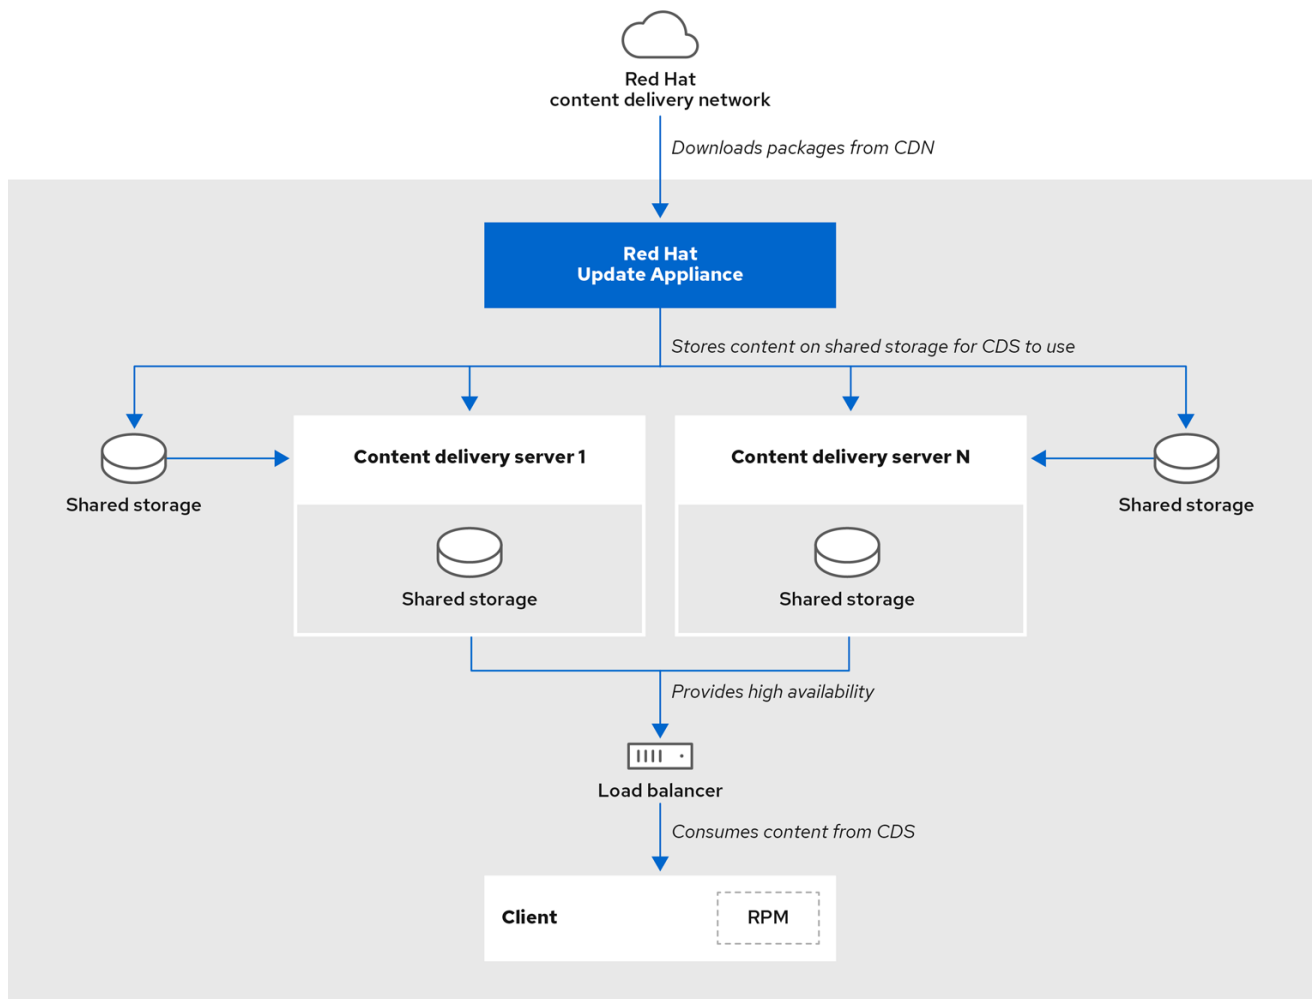 Red Hat
content delivery network
Downloads packages from CDN
Red Hat
Update Appliance
Stores content on shared storage for CDS to use
Content delivery server 1
Content delivery server N
Shared storage
Shared storage
Shared storage
Shared storage
Provides high availability
Load balancer
Consumes content from CDS
Client
RPM